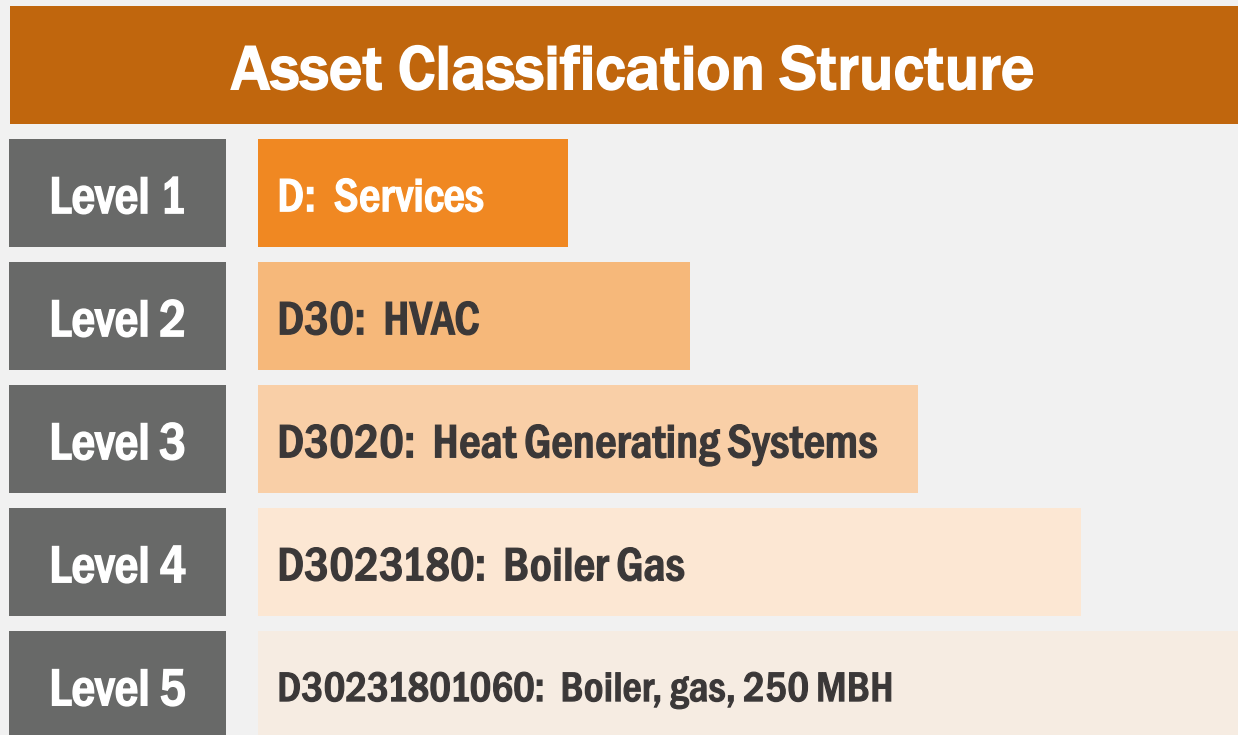 Asset Classification Structure
Level 1 D: Services
Level 2 D30: HVAC
Level 3 D3020: Heat Generating Systems
Level 4 D3023180: Boiler Gas
Level 5 D30231801060: Boiler, gas, 250 MBH